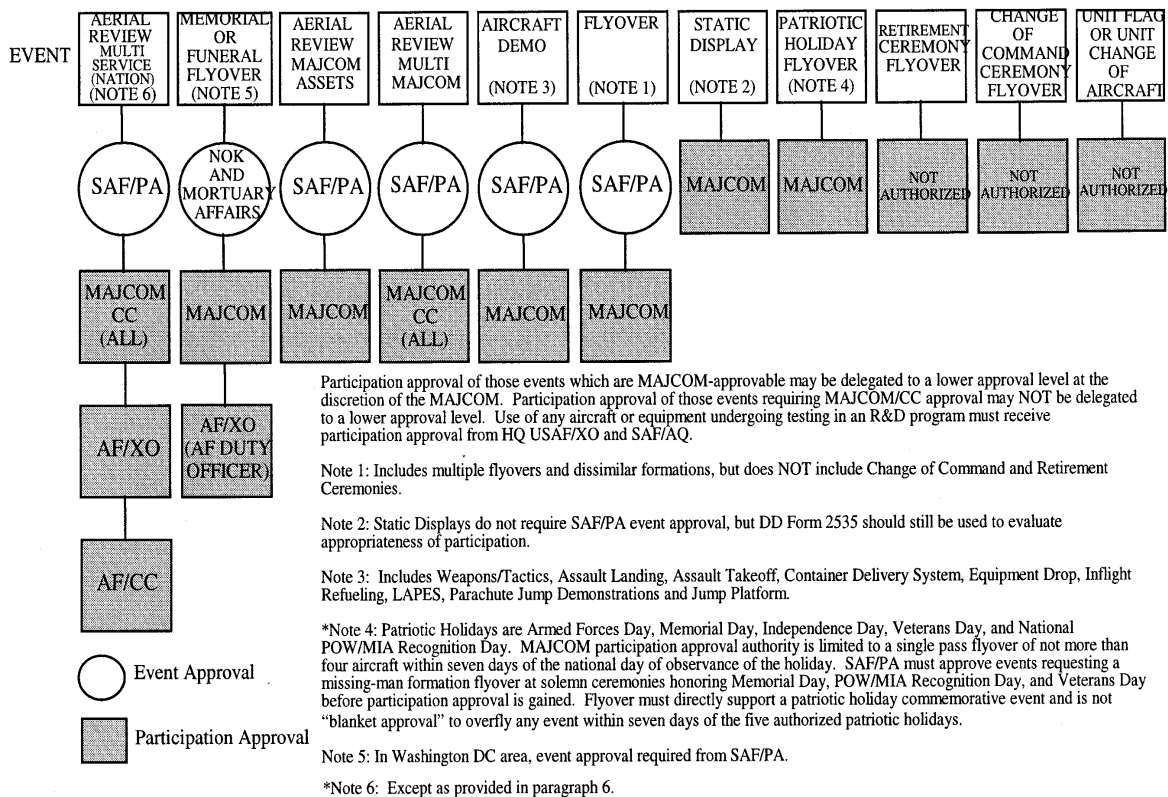 EVENT
AERIAL
REVIEW
MULTI
SERVICE
(NATION)
(NOTE 6)
MEMORIAL
OR
FUNERAL
FLYOVER
(NOTE 5)
AERIAL
REVIEW
MAJCOM
ASSETS
AERIAL
REVIEW
MULTI
MAJCOM
AIRCRAFT
DEMO
(NOTE 3)
FLYOVER
(NOTE 1)
STATIC
DISPLAY
(NOTE 2)
PATRIOTIC
HOLIDAY
FLYOVER
(NOTE 4)
RETIREMENT
CEREMONY
FLYOVER
CHANGE
OF
COMMAND
CEREMONY
FLYOVER
UNIT FLAG
OR UNIT
CHANGE
OF
AIRCRAFT
SAF/PA
NOK
AND
MORTUARY
AFFAIRS
SAF/PA
SAF/PA
SAF/PA
SAF/PA
MAJCOM
MAJCOM
NOT
AUTHORIZED
NOT
AUTHORIZED
NOT
AUTHORIZED
MAJCOM
CC
(ALL)
MAJCOM
MAJCOM
MAJCOM
CC
(ALL)
MAJCOM
MAJCOM
AF/XO
AF/XO
(AF DUTY
OFFICER)
AF/CC
Event Approval
Participation Approval
Participation approval of those events which are MAJCOM-approvable may be delegated to a lower approval level at the
discretion of the MAJCOM. Participation approval of those events requiring MAJCOM/CC approval may NOT be delegated
to a lower approval level. Use of any aircraft or equipment undergoing testing in an R&D program must receive
participation approval from HQ USAF/XO and SAF/AQ.
Note 1: Includes multiple flyovers and dissimilar formations, but does NOT include Change of Command and Retirement
Ceremonies.
Note 2: Static Displays do not require SAF/PA event approval, but DD Form 2535 should still be used to evaluate
appropriateness of participation.
Note 3: Includes Weapons/Tactics, Assault Landing, Assault Takeoff, Container Delivery System, Equipment Drop, Inflight
Refueling, LAPES, Parachute Jump Demonstrations and Jump Platform.
*Note 4: Patriotic Holidays are Armed Forces Day, Memorial Day, Independence Day, Veterans Day, and National
POW/MIA Recognition Day. MAJCOM participation approval authority is limited to a single pass flyover of not more than
four aircraft within seven days of the national day of observance of the holiday. SAF/PA must approve events requesting a
missing-man formation flyover at solemn ceremonies honoring Memorial Day, POW/MIA Recognition Day, and Veterans Day
before participation approval is gained. Flyover must directly support a patriotic holiday commemorative event and is not
“blanket approval” to overfly any event within seven days of the five authorized patriotic holidays.
Note 5: In Washington DC area, event approval required from SAF/PA.
*Note 6: Except as provided in paragraph 6.